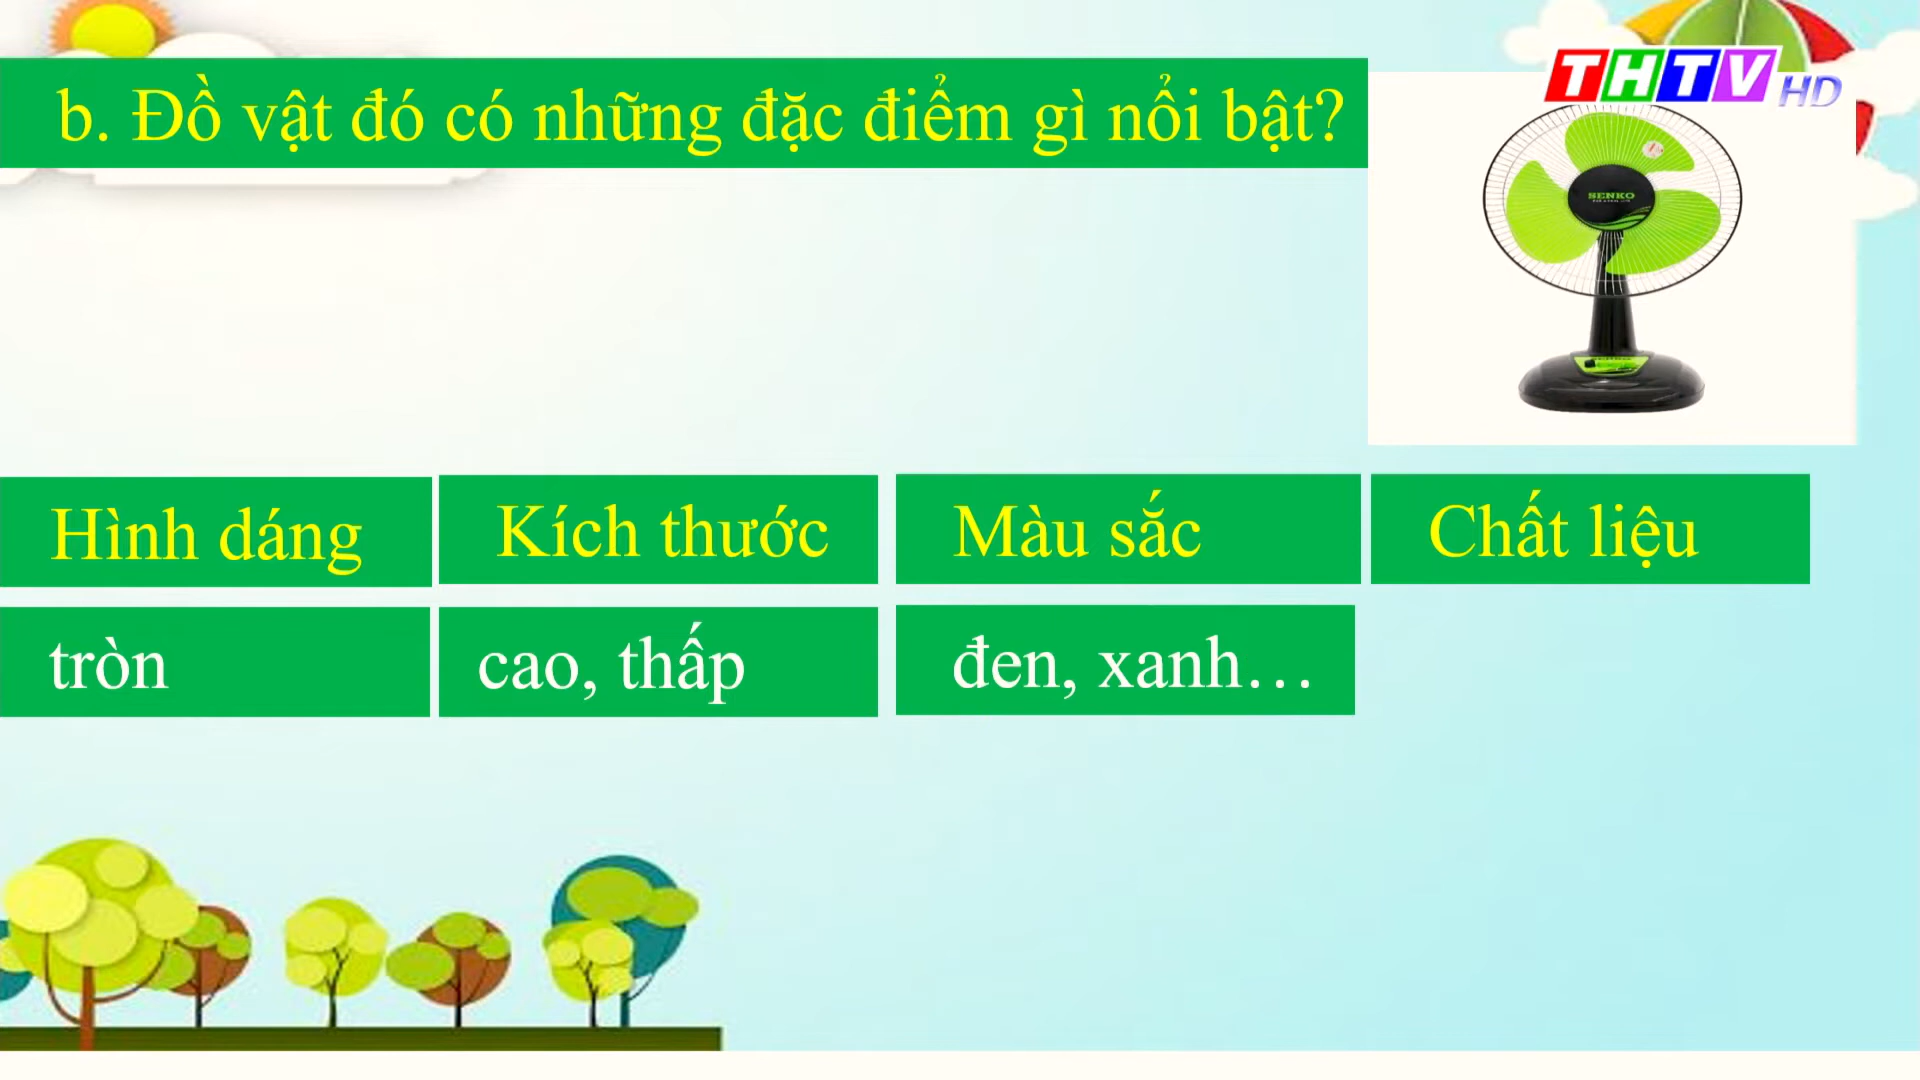 THTV HD
b. Đồ vật đó có những đặc điểm gì nổi bật?
SENKO
Hình dáng
Kích thước
Màu sắc
Chất liệu
tròn
cao, thấp
đen, xanh…